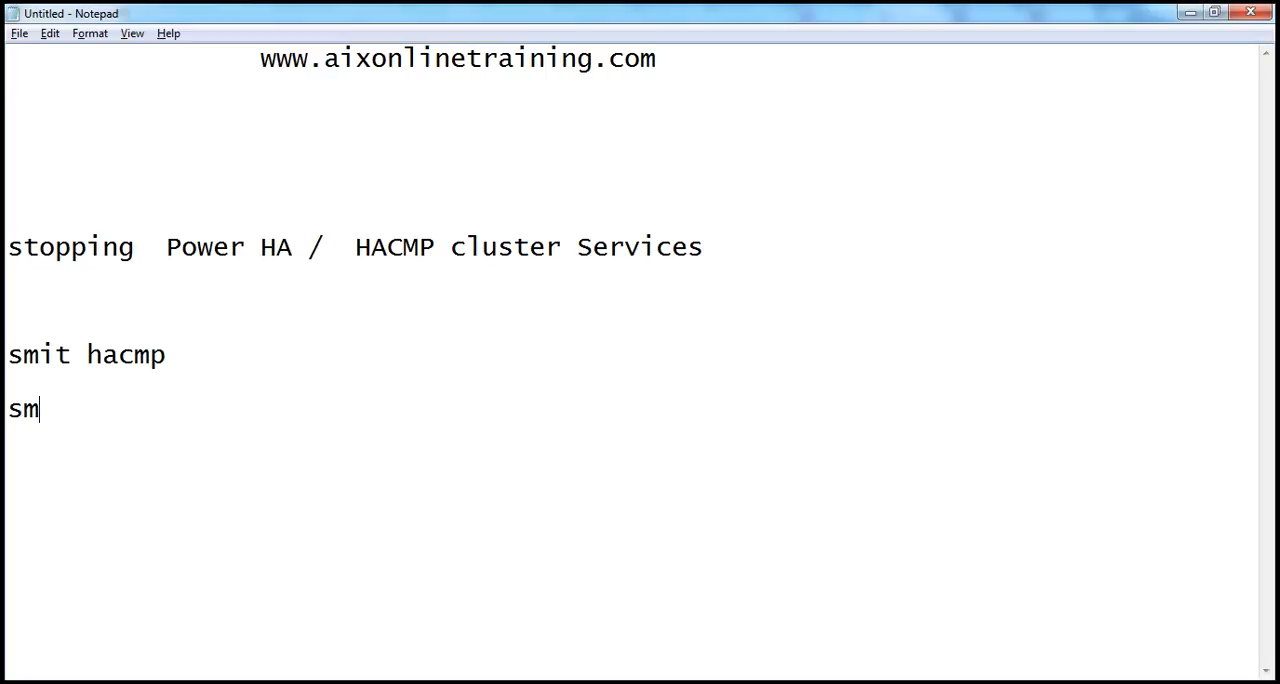 Untitled - Notepad
File Edit Format View Help
www.aixonlinetraining.com
stopping  Power HA /  HACMP cluster Services
smit hacmp
sm